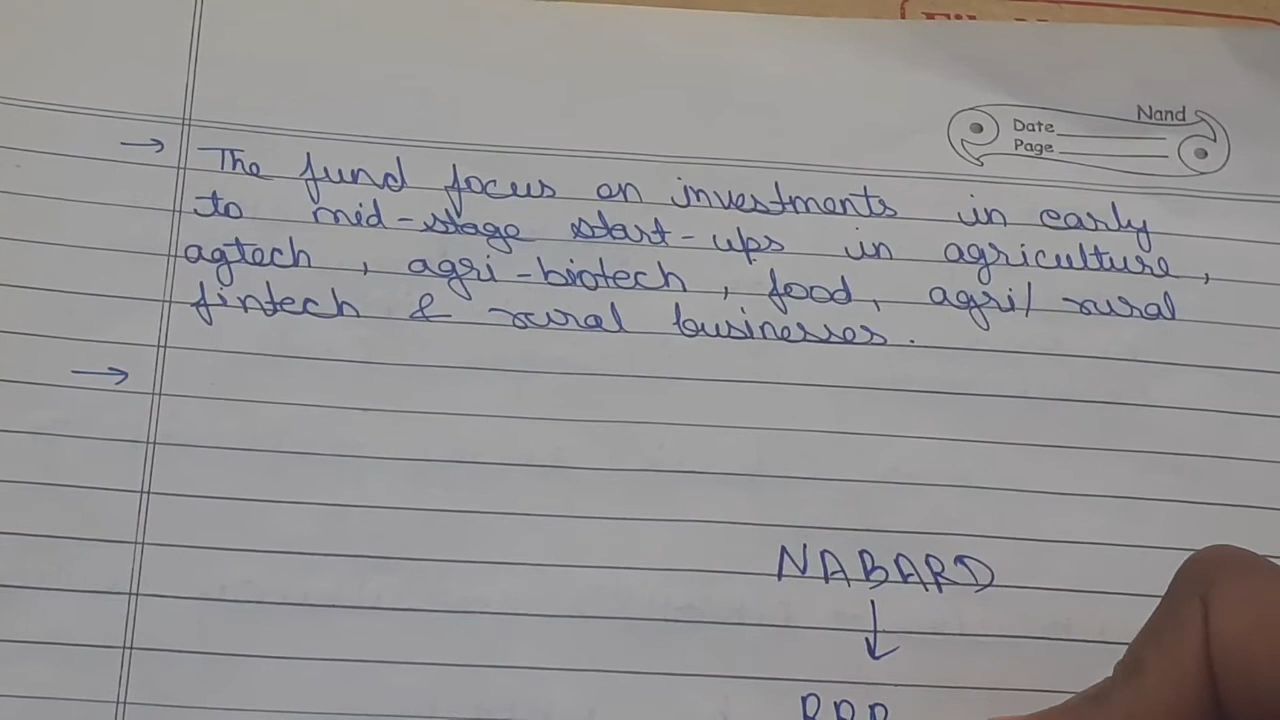 Nand
Date
Page
→ The fund focus on investments in early
to mid-stage start-ups in agriculture,
agtech, agri-biotech, food, agri/rural
fintech & rural businesses.
→
NABARD
↓